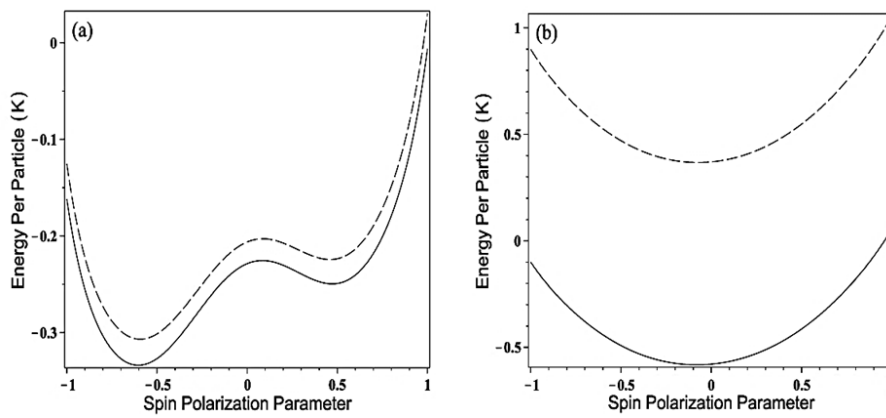 (a)
0
−0.1
−0.2
−0.3
Energy Per Particle (K)
−1 −0.5 0 0.5 1
Spin Polarization Parameter
(b)
1
0.5
0
−0.5
Energy Per Particle (K)
−1 −0.5 0 0.5
Spin Polarization Parameter